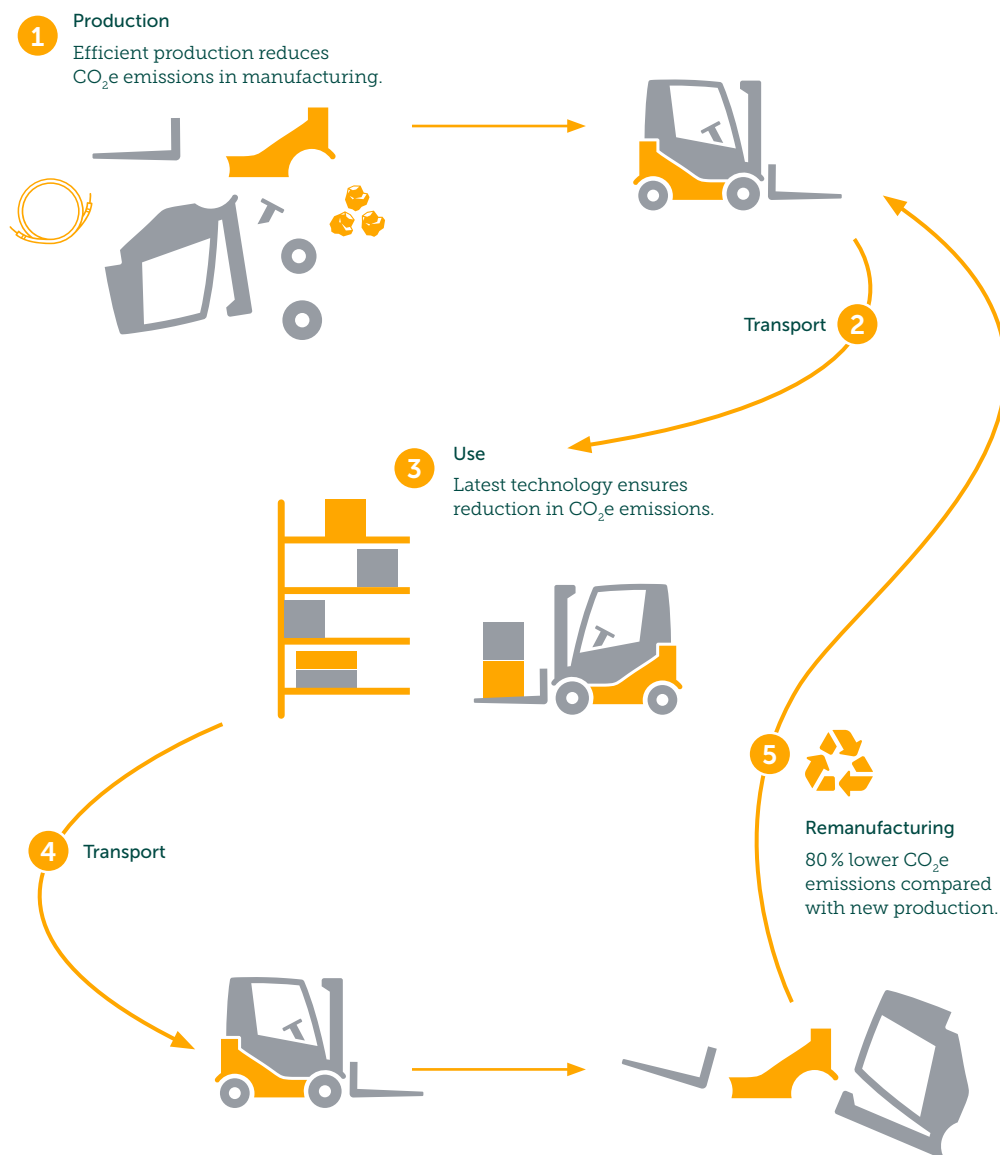 1
Production
Efficient production reduces
CO₂e emissions in manufacturing.
Transport
2
3
Use
Latest technology ensures
reduction in CO₂e emissions.
5
4
Transport
Remanufacturing
80 % lower CO₂e
emissions compared
with new production.